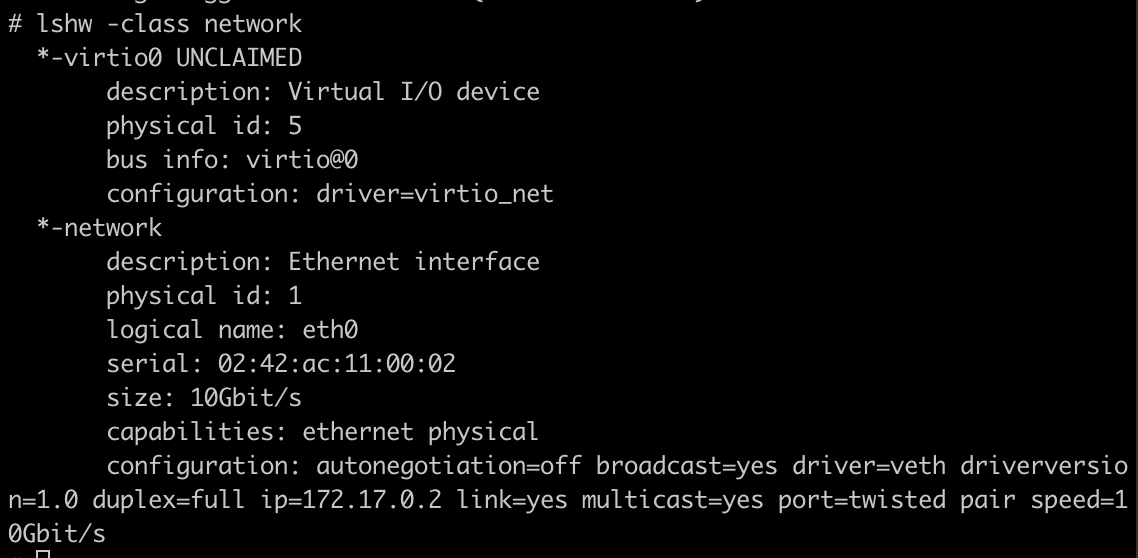 # lshw -class network
  *-virtio0 UNCLAIMED
       description: Virtual I/O device
       physical id: 5
       bus info: virtio@0
       configuration: driver=virtio_net
  *-network
       description: Ethernet interface
       physical id: 1
       logical name: eth0
       serial: 02:42:ac:11:00:02
       size: 10Gbit/s
       capabilities: ethernet physical
       configuration: autonegotiation=off broadcast=yes driver=veth driverversio
n=1.0 duplex=full ip=172.17.0.2 link=yes multicast=yes port=twisted pair speed=1
0Gbit/s